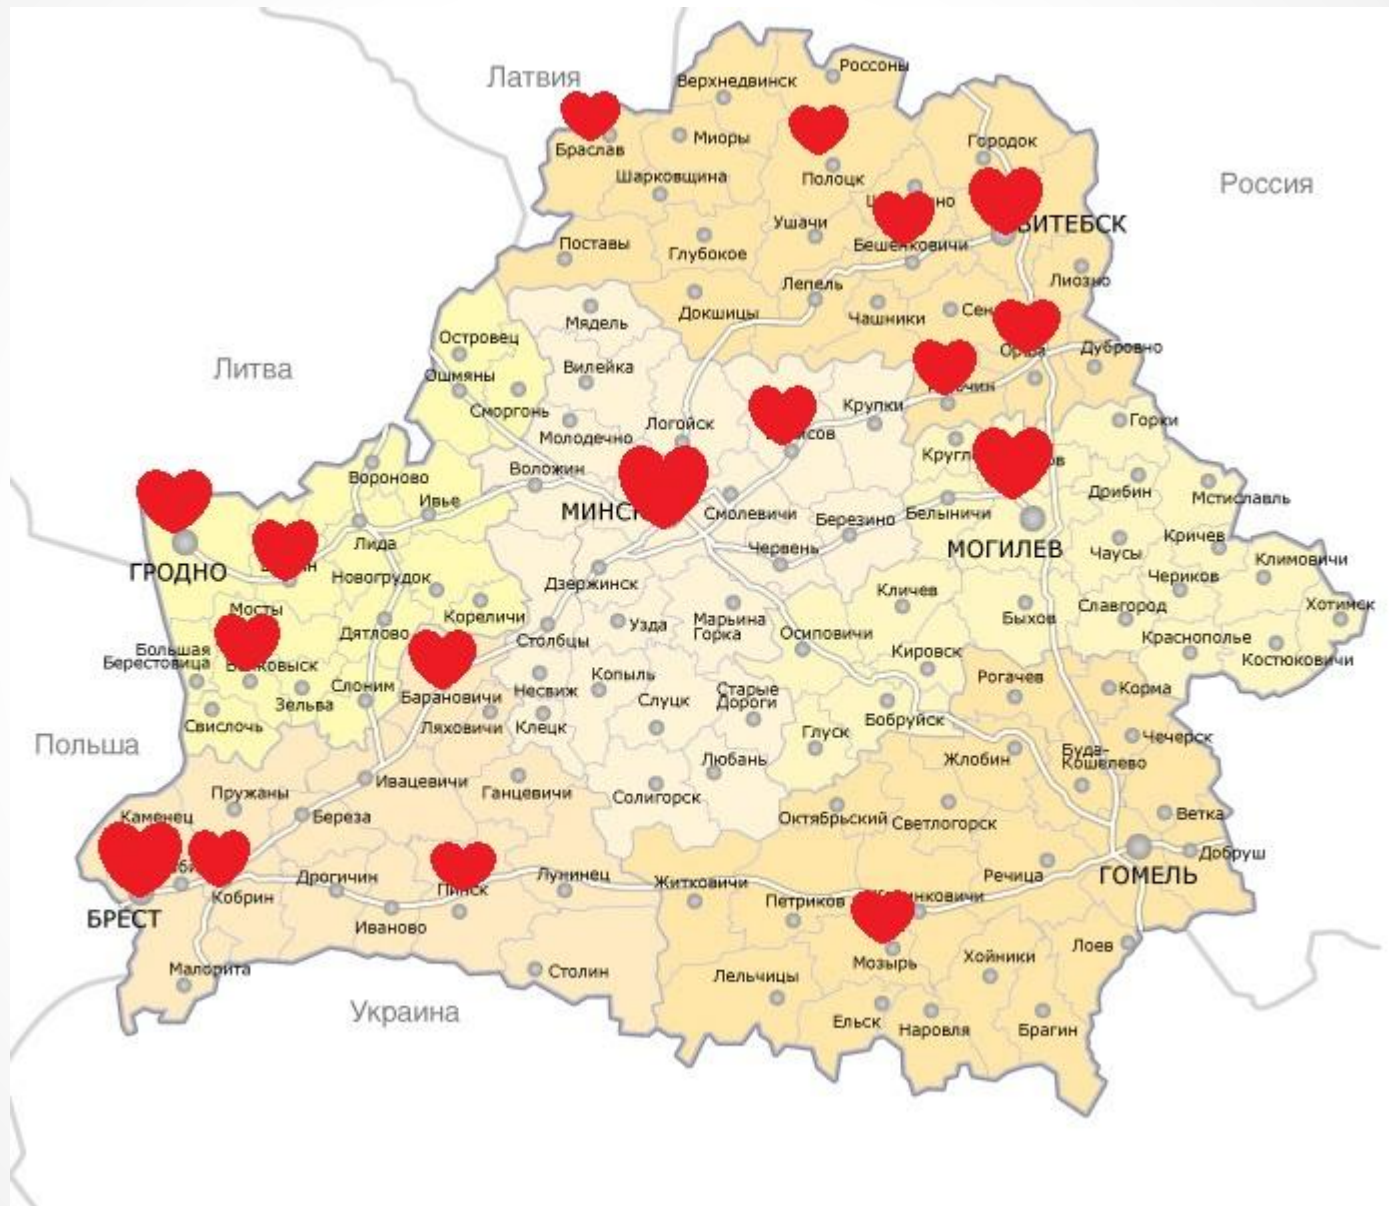 Латвия
Россия
Литва
Польша
Украина
Россоны
Верхнедвинск
Миоры
Браслав
Шарковщина
Полоцк
Городок
ВИТЕБСК
Ушачи
Бешенковичи
Поставы
Глубокое
Лиозно
Лепель
Докшицы
Чашники
Мядель
Дубровно
Островец
Вилейка
Ошмяны
Сморгонь
Крупки
Логойск
Молодечно
Горки
Воложин
Вороново
Ивье
МИНСК
Смолевичи
Березино
Белыничи
Дрибин
Мстиславль
Лида
Червень
МОГИЛЕВ
Чаусы
Кричев
Климовичи
ГРОДНО
Новогрудок
Дзержинск
Чериков
Мосты
Кореличи
Кличев
Быхов
Славгород
Хотимск
Дятлово
Столбцы
Узда
Марьина
Горка
Осиповичи
Краснополье
Костюковичи
Большая
Берестовица
Волковыск
Кировск
Слоним
Зельва
Барановичи
Несвиж
Копыль
Рогачев
Корма
Свислочь
Ляховичи
Клецк
Слуцк
Старые
Дороги
Глуск
Бобруйск
Чечерск
Любань
Жлобин
Буда-
Кошелево
Ивацевичи
Пружаны
Ганцевичи
Солигорск
Каменец
Береза
Октябрьский
Светлогорск
Ветка
Добруш
Кобрин
Дрогичин
Пинск
Лунинец
Житковичи
Речица
ГОМЕЛЬ
БРЕСТ
Иваново
Петриков
Лоев
Малорита
Столин
Лельчицы
Мозырь
Хойники
Ельск
Наровля
Брагин